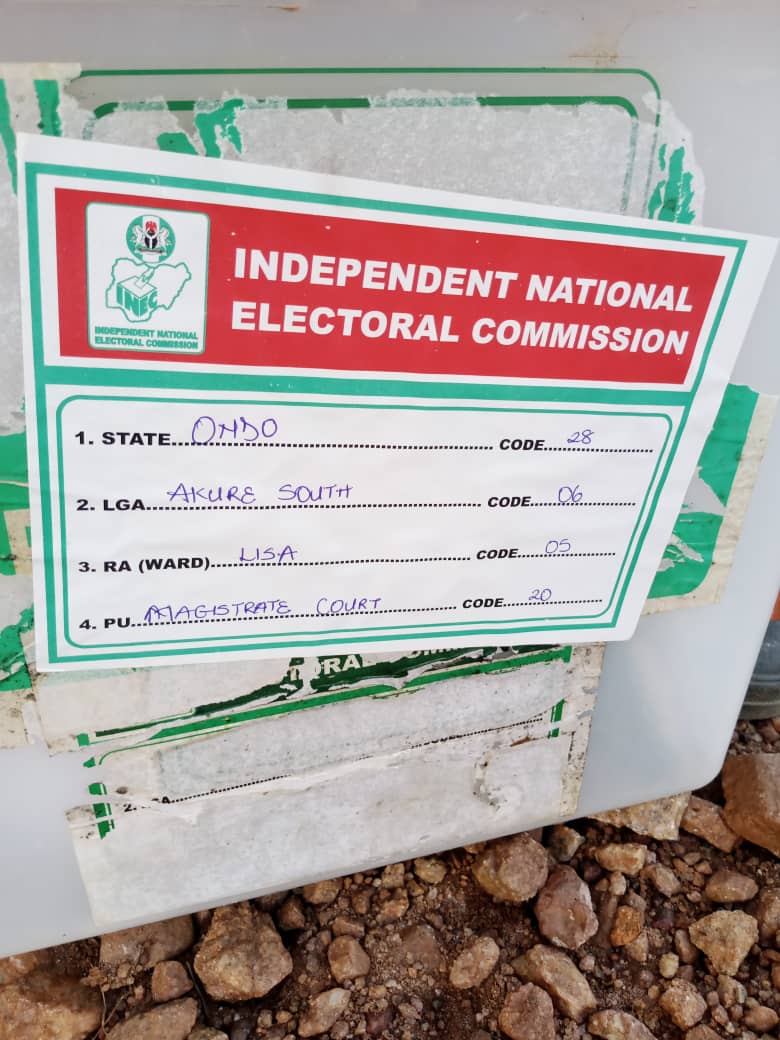 INEC
INDEPENDENT NATIONAL
ELECTORAL COMMISSION
INDEPENDENT NATIONAL
ELECTORAL COMMISSION
1. STATE...ONDO... CODE...28...
2. LGA...AKURE SOUTH... CODE...06...
3. RA (WARD)...LISA... CODE...05...
4. PU...MAGISTRATE COURT... CODE...20...